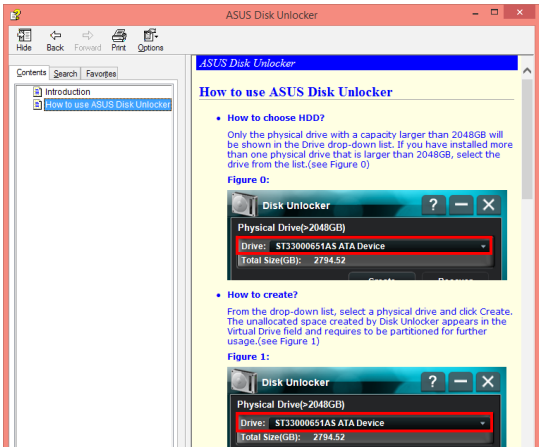 ASUS Disk Unlocker
Hide Back Forward Print Options
Contents Search Favorites
Introduction
How to use ASUS Disk Unlocker
ASUS Disk Unlocker
How to use ASUS Disk Unlocker
How to choose HDD?
Only the physical drive with a capacity larger than 2048GB will
be shown in the Drive drop-down list. If you have installed more
than one physical drive that is larger than 2048GB, select the
drive from the list.(see Figure 0)
Figure 0:
Disk Unlocker
Physical Drive(>2048GB)
Drive: ST33000651AS ATA Device
Total Size(GB): 2794.52
Create Recover
How to create?
From the drop-down list, select a physical drive and click Create.
The unallocated space created by Disk Unlocker appears in the
Virtual Drive field and requires to be partitioned for further
usage.(see Figure 1)
Figure 1:
Disk Unlocker
Physical Drive(>2048GB)
Drive: ST33000651AS ATA Device
Total Size(GB): 2794.52